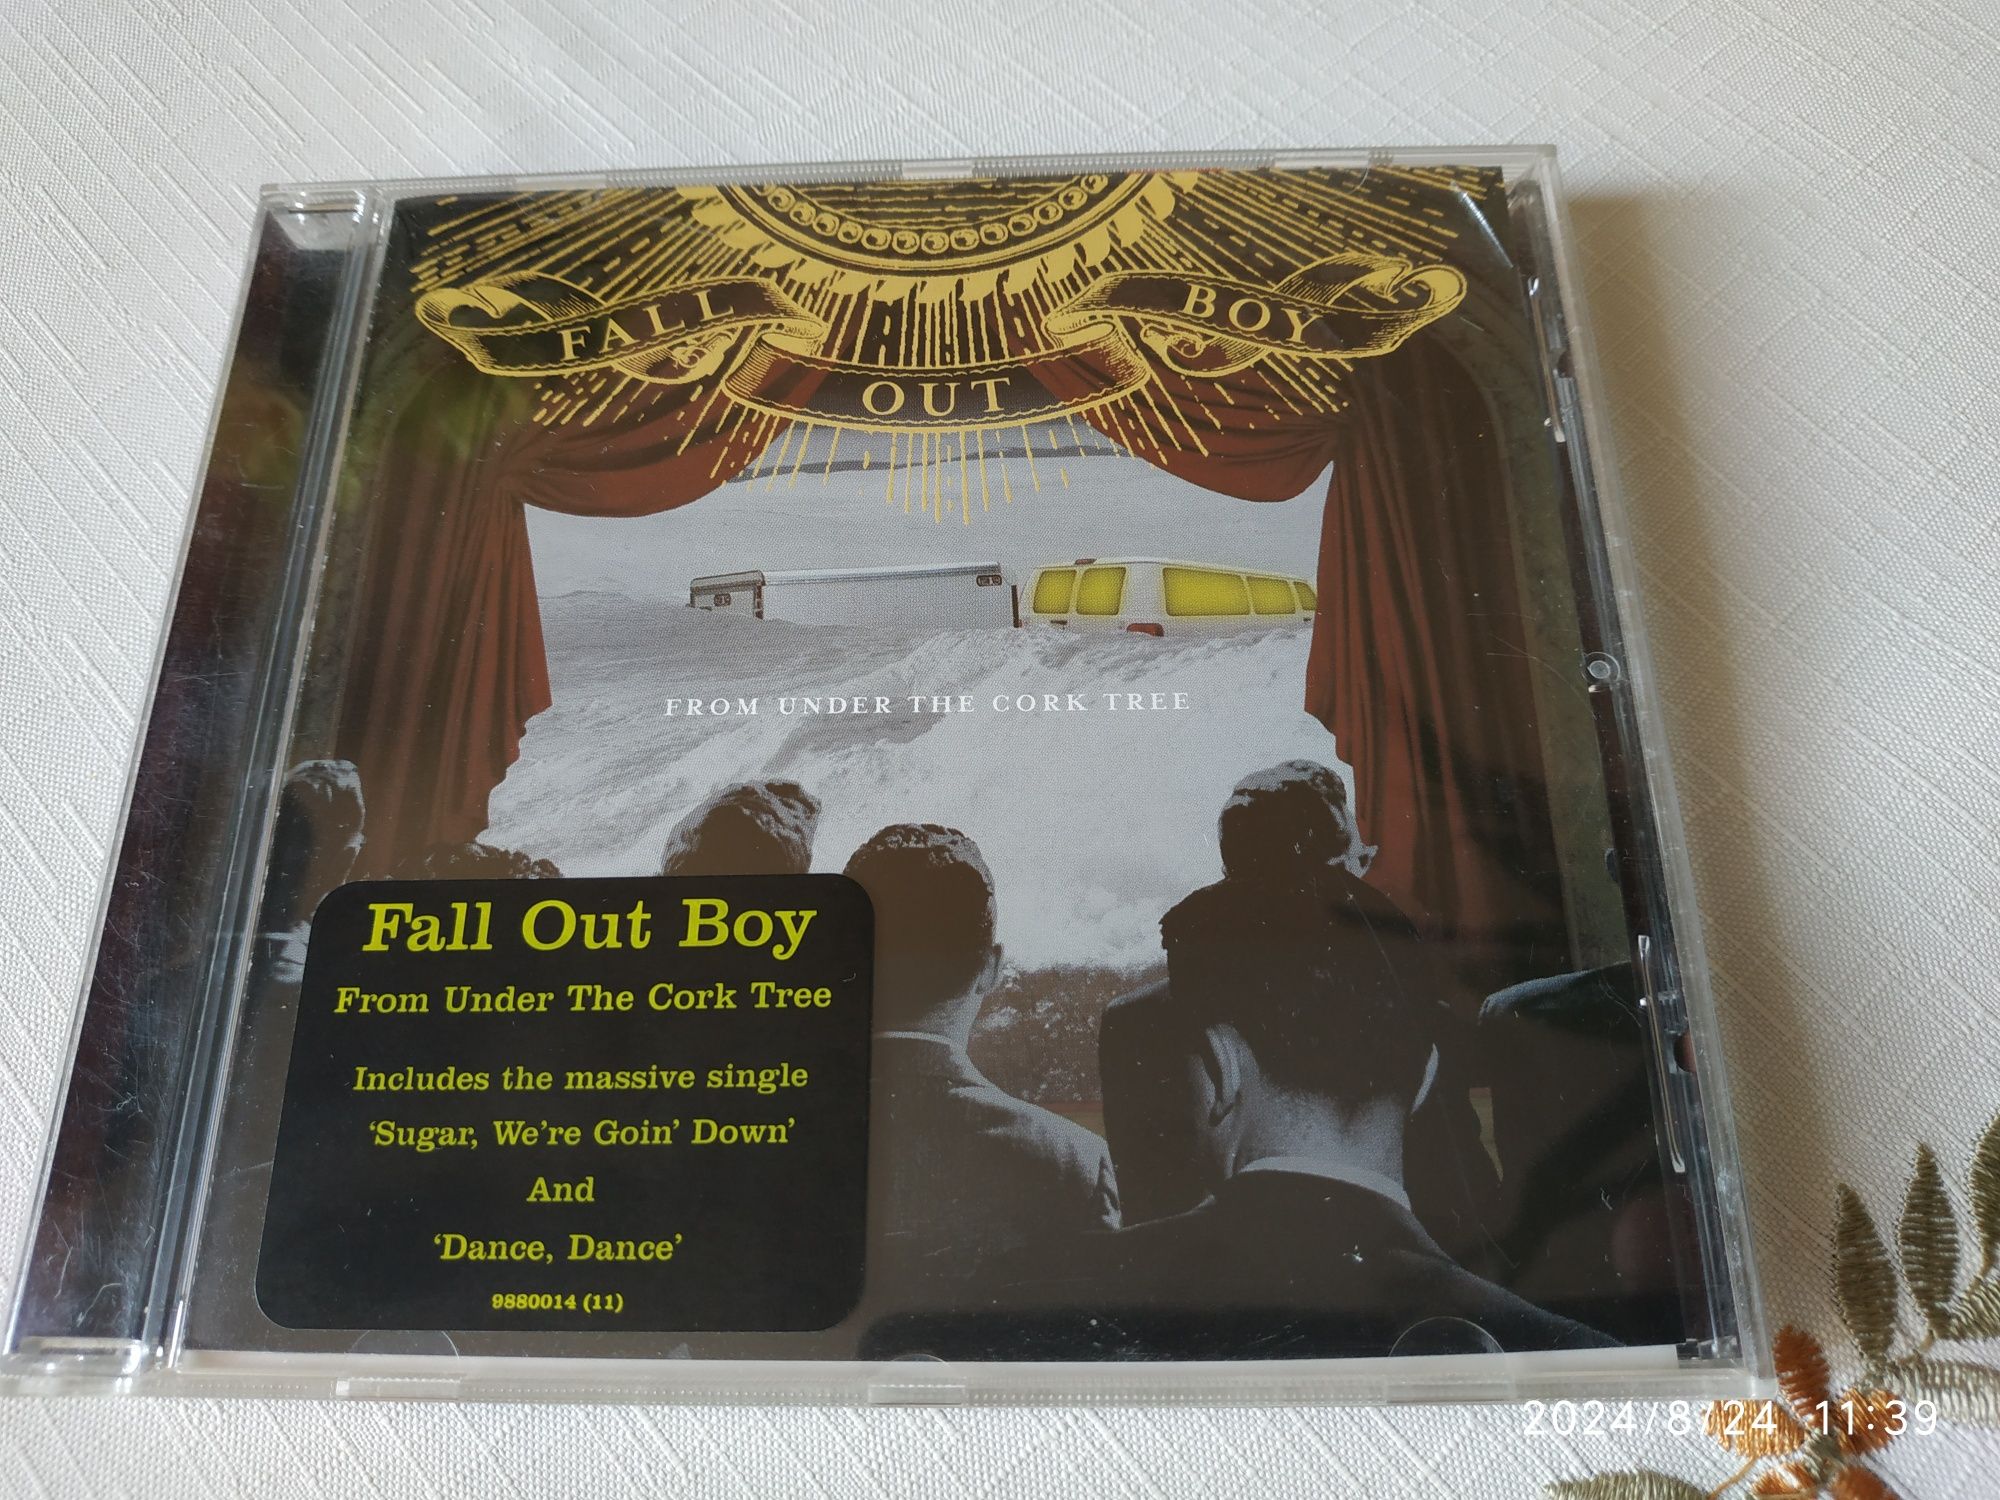 FALL OUT BOY
FROM UNDER THE CORK TREE
Fall Out Boy
From Under The Cork Tree
Includes the massive single
‘Sugar, We’re Goin’ Down’
And
‘Dance, Dance’
9880014 (11)
2024/8/24 11:39